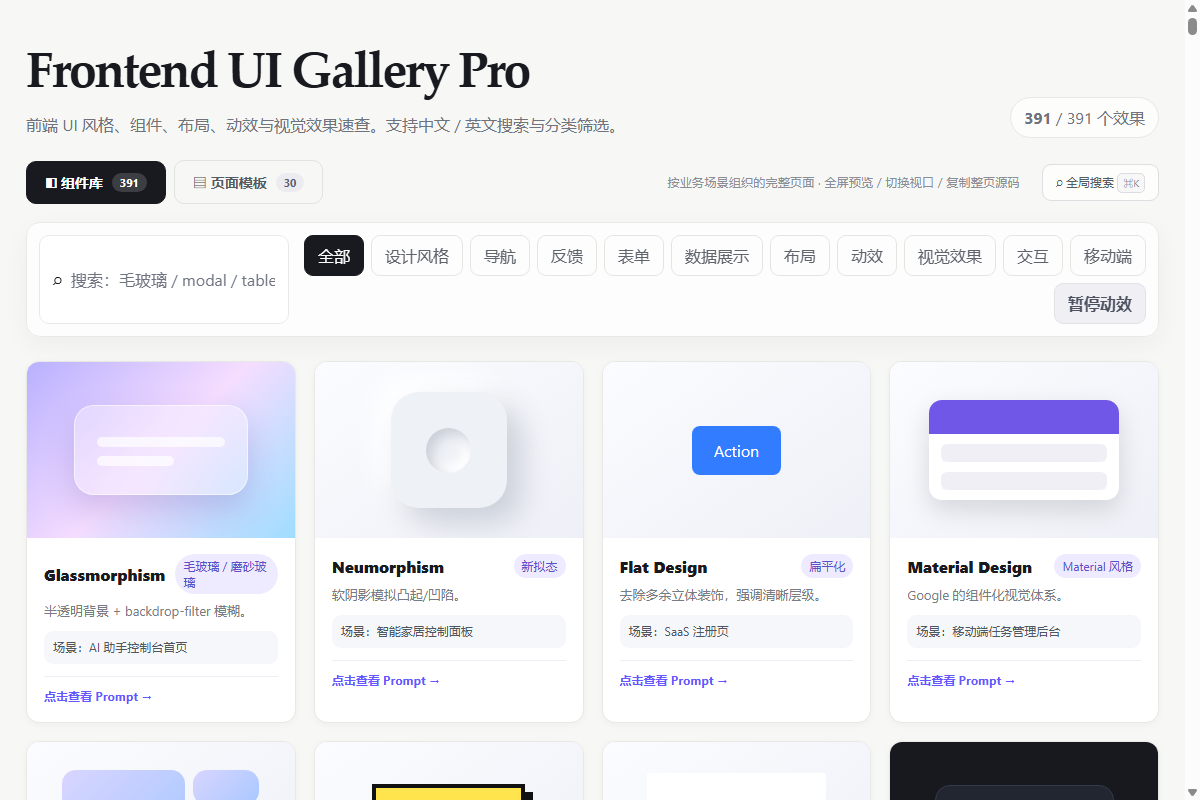 Frontend UI Gallery Pro
前端 UI 风格、组件、布局、动效与视觉效果速查。支持中文 / 英文搜索与分类筛选。
391 / 391 个效果
组件库 391
页面模板 30
按业务场景组织的完整页面 · 全屏预览 / 切换视口 / 复制整页源码
⌕ 全局搜索 ⌘K
⌕ 搜索：毛玻璃 / modal / table
全部
设计风格
导航
反馈
表单
数据展示
布局
动效
视觉效果
交互
移动端
暂停动效
Action
Glassmorphism
毛玻璃 / 磨砂玻
璃
半透明背景 + backdrop-filter 模糊。
场景：AI 助手控制台首页
点击查看 Prompt →
Neumorphism
新拟态
软阴影模拟凸起/凹陷。
场景：智能家居控制面板
点击查看 Prompt →
Flat Design
扁平化
去除多余立体装饰，强调清晰层级。
场景：SaaS 注册页
点击查看 Prompt →
Material Design
Material 风格
Google 的组件化视觉体系。
场景：移动端任务管理后台
点击查看 Prompt →